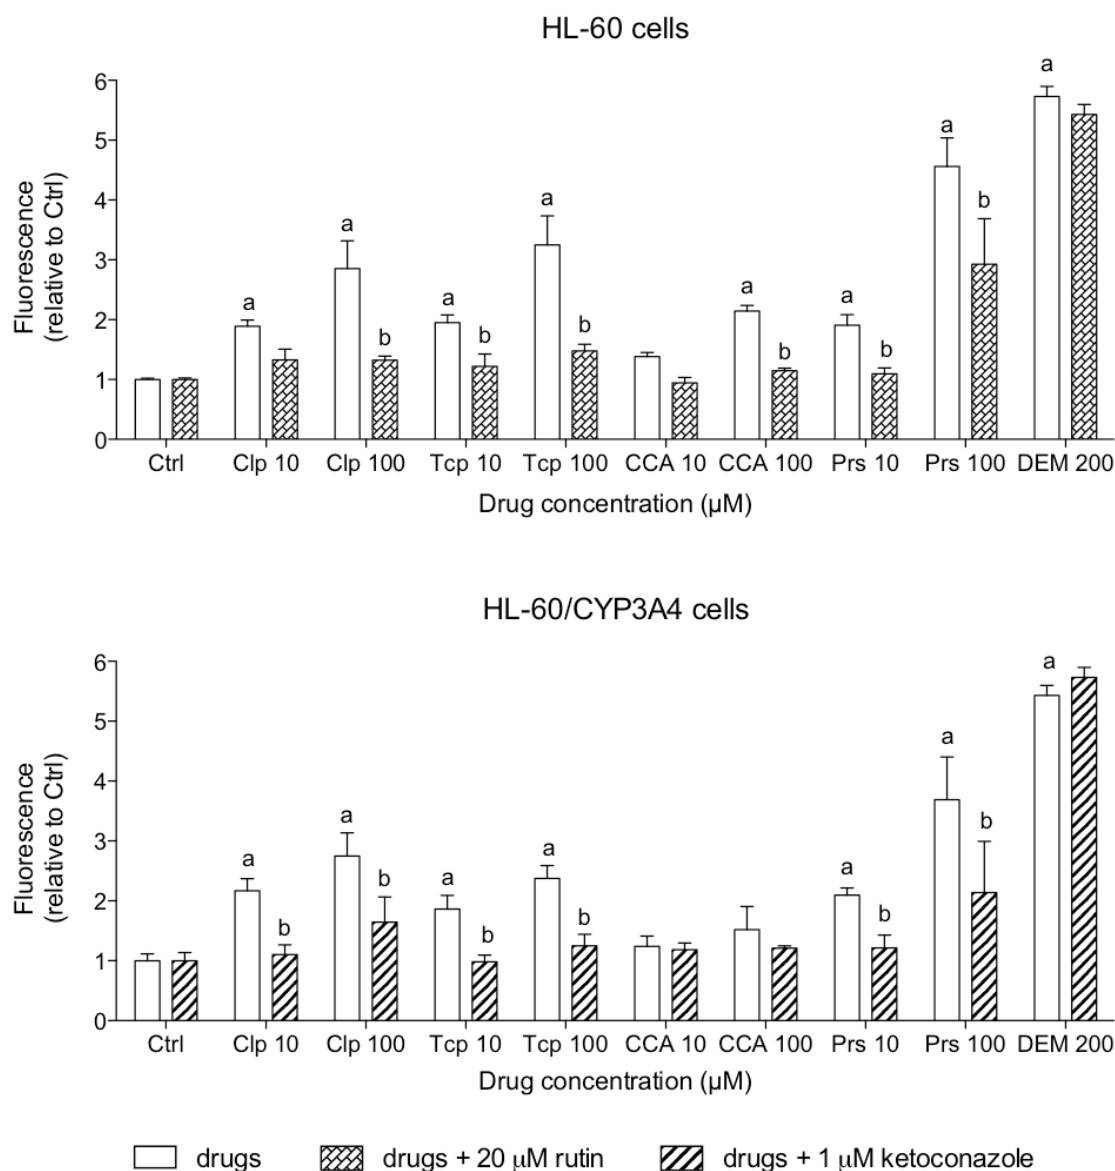 HL-60 cells
a
6
a
5
a
4
a
b
3
a
a
a
a
2
b
b
b
b
b
1
0
Fluorescence
(relative to Ctrl)
Ctrl Clp 10 Clp 100 Tcp 10 Tcp 100 CCA 10 CCA 100 Prs 10 Prs 100 DEM 200
Drug concentration (µM)
HL-60/CYP3A4 cells
6
a
5
a
4
a
a
3
a
a
a
b
b
2
b
b
b
b
1
0
Fluorescence
(relative to Ctrl)
Ctrl Clp 10 Clp 100 Tcp 10 Tcp 100 CCA 10 CCA 100 Prs 10 Prs 100 DEM 200
Drug concentration (µM)
drugs drugs + 20 µM rutin drugs + 1 µM ketoconazole